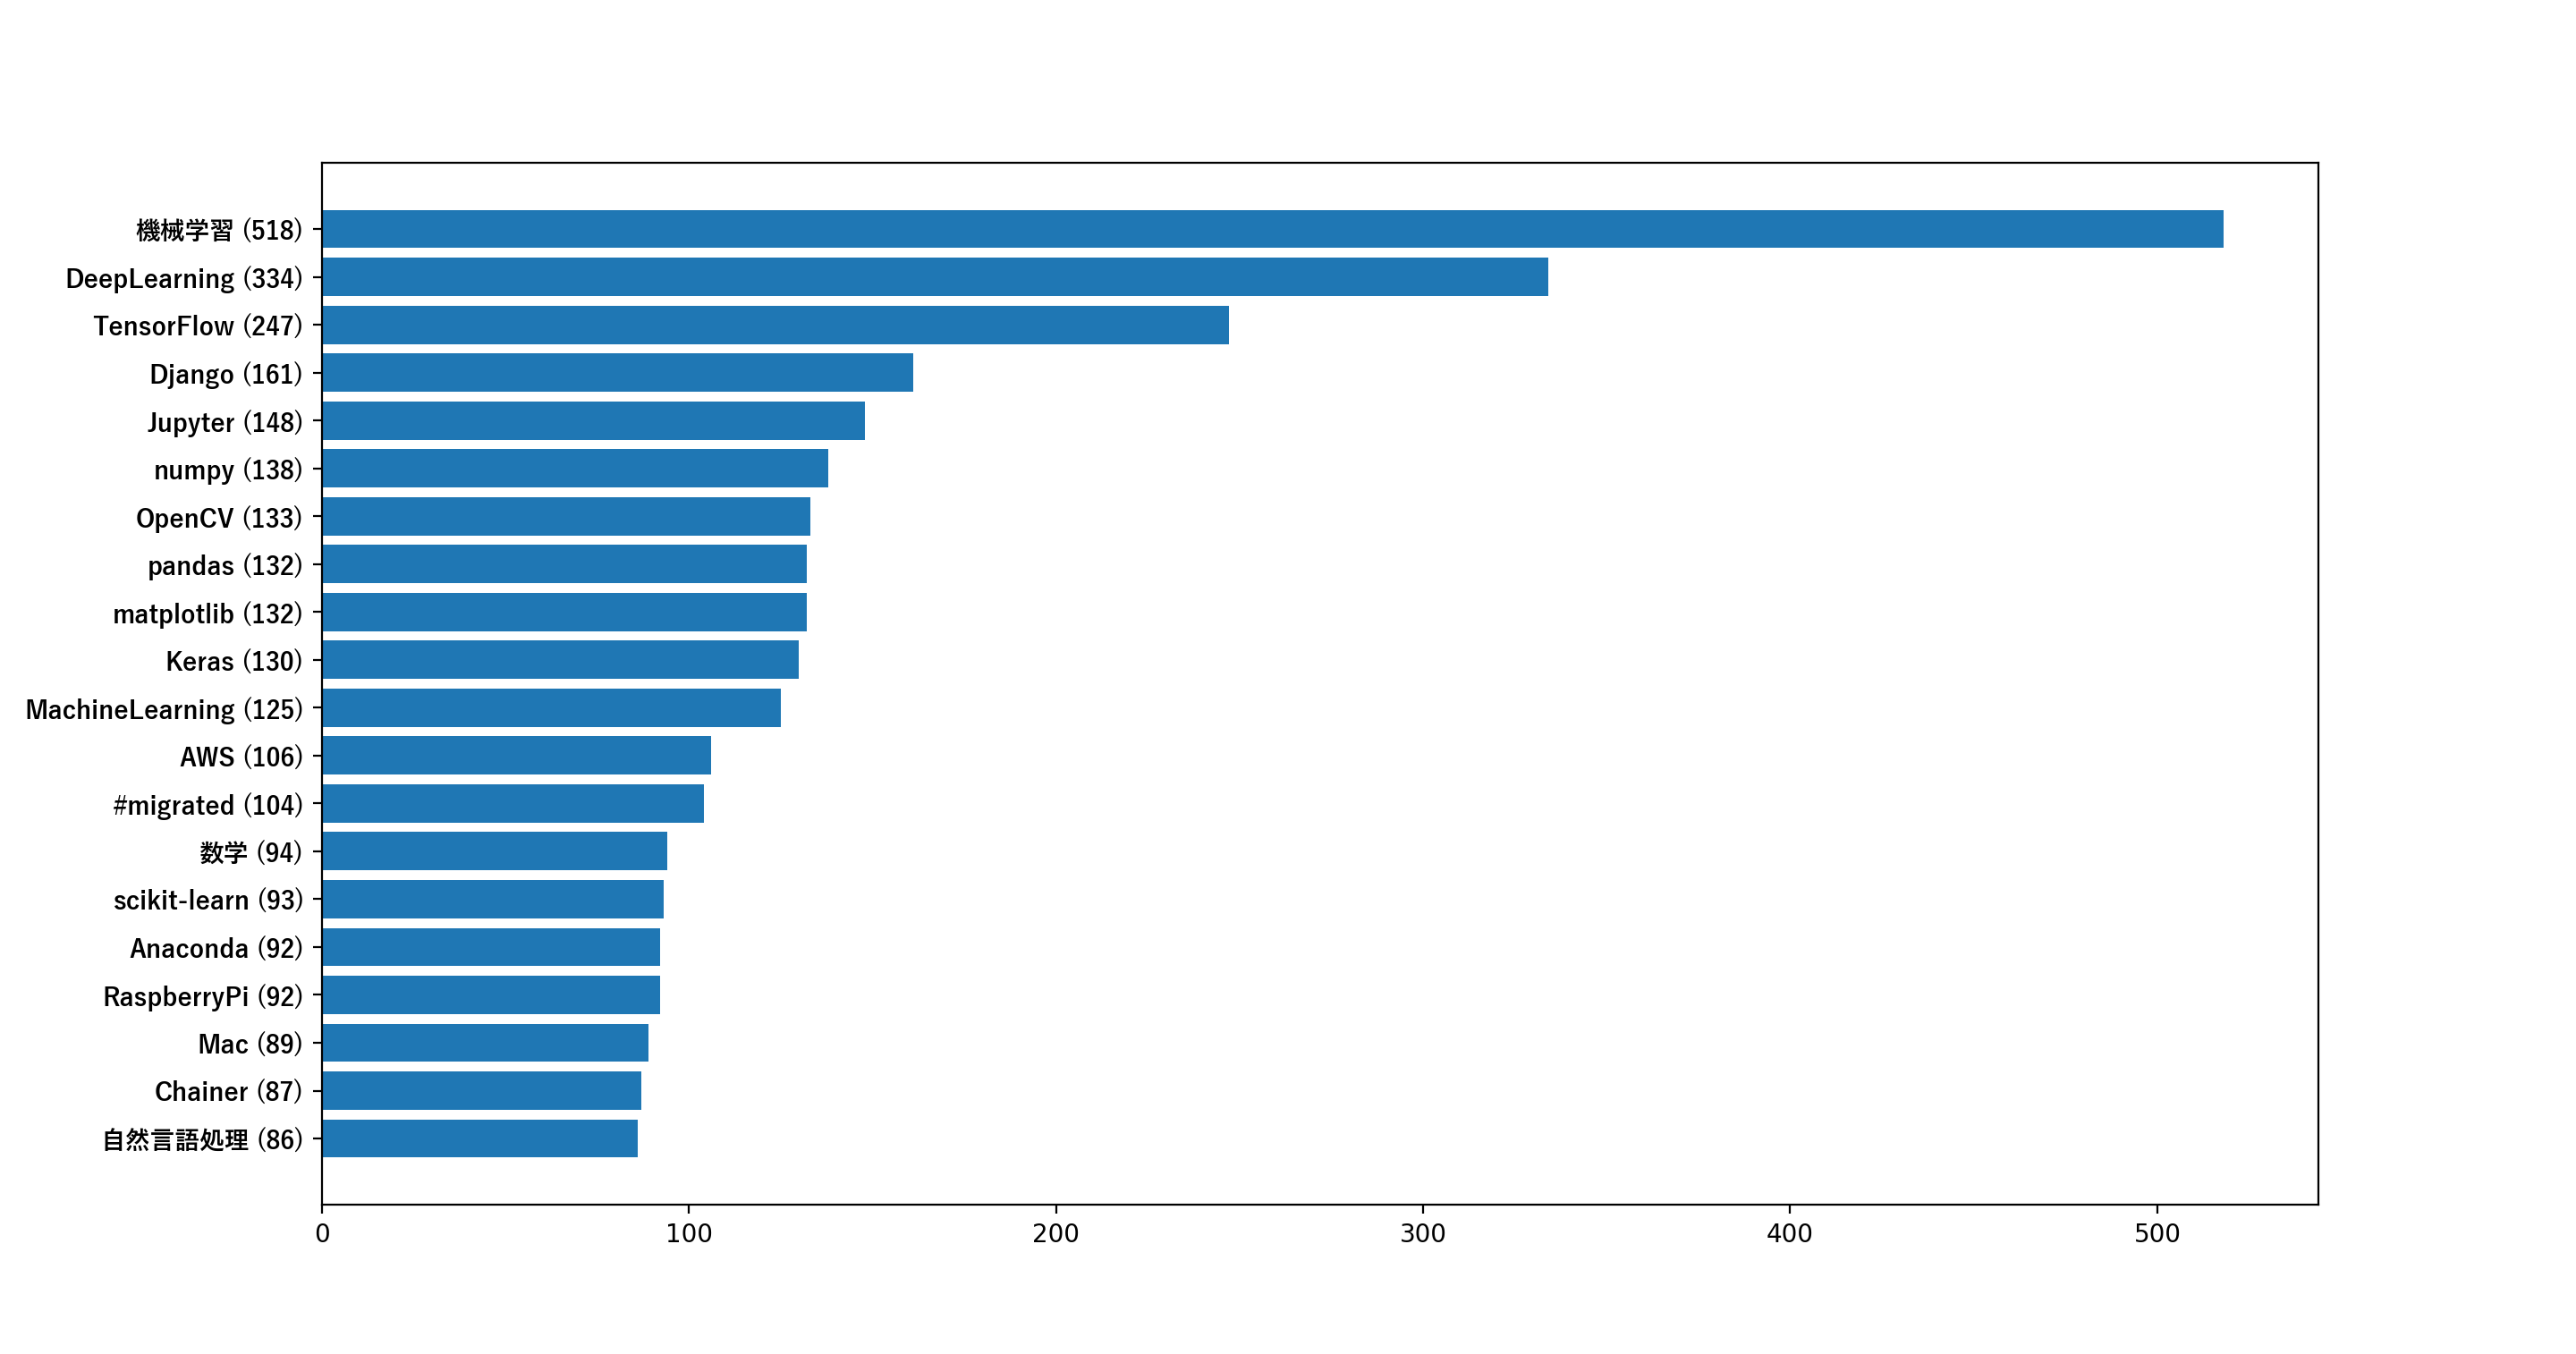 機械学習 (518)
DeepLearning (334)
TensorFlow (247)
Django (161)
Jupyter (148)
numpy (138)
OpenCV (133)
pandas (132)
matplotlib (132)
Keras (130)
MachineLearning (125)
AWS (106)
#migrated (104)
数学 (94)
scikit-learn (93)
Anaconda (92)
RaspberryPi (92)
Mac (89)
Chainer (87)
自然言語処理 (86)
0 100 200 300 400 500